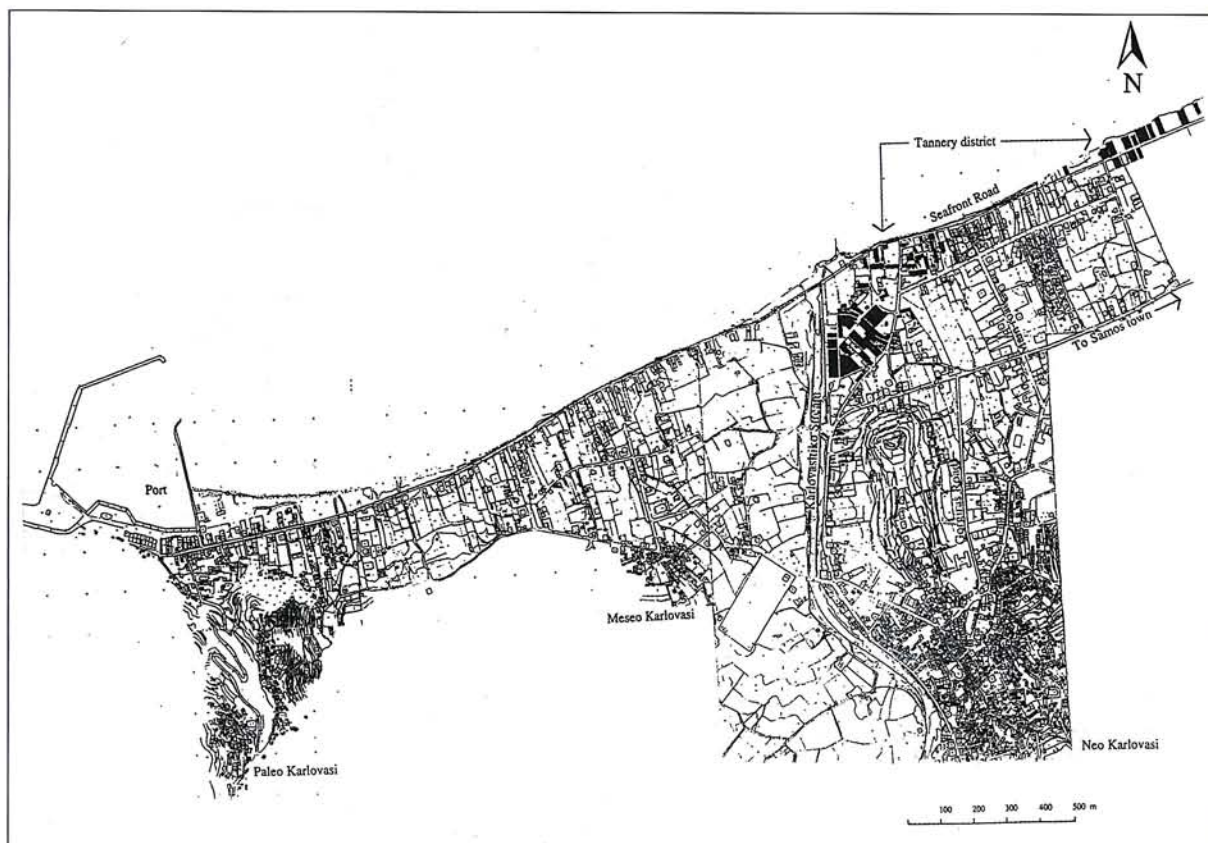 N
Tannery district
Seafront Road
To Samos town
Port
Meseo Karlovasi
Neo Karlovasi
Paleo Karlovasi
100 200 300 400 500 m